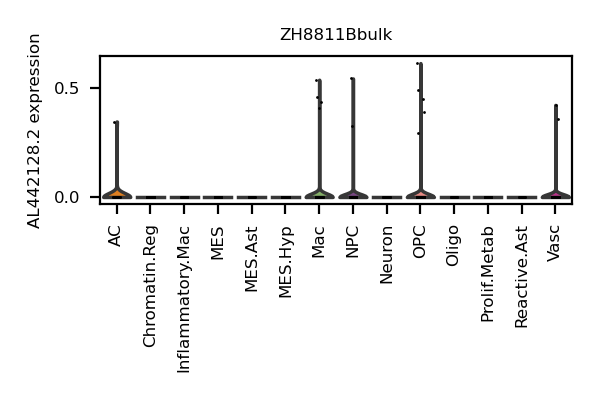 ZH8811Bbulk
AL442128.2 expression
0.5
0.0
AC
Chromatin.Reg
Inflammatory.Mac
MES
MES.Ast
MES.Hyp
Mac
NPC
Neuron
OPC
Oligo
Prolif.Metab
Reactive.Ast
Vasc